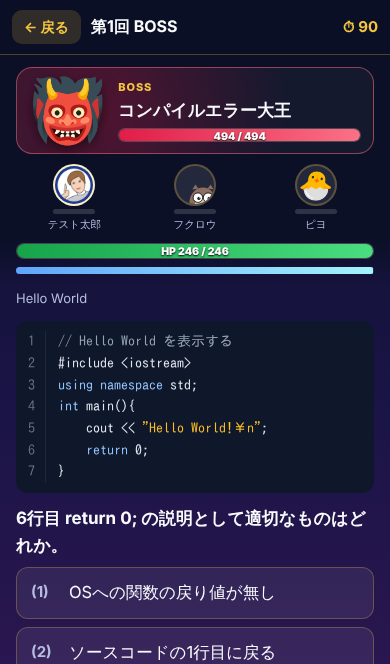 ← 戻る 第1回 BOSS ⏱ 90
BOSS
コンパイルエラー大王
494 / 494
テスト太郎 フクロウ ピヨ
HP 246 / 246
Hello World
1 // Hello World を表示する
2 #include <iostream>
3 using namespace std;
4 int main(){
5 cout << ”Hello World!￥n”;
6 return 0;
7 }
6行目 return 0; の説明として適切なものはど
れか。
(1) OSへの関数の戻り値が無し
(2) ソースコードの1行目に戻る